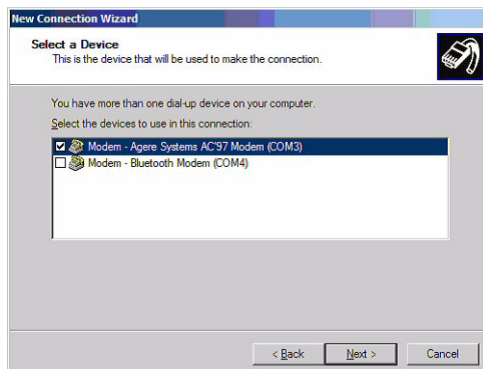 New Connection Wizard
Select a Device
This is the device that will be used to make the connection.
You have more than one dial-up device on your computer.
Select the devices to use in this connection:
Modem - Agere Systems AC'97 Modem (COM3)
Modem - Bluetooth Modem (COM4)
< Back Next > Cancel